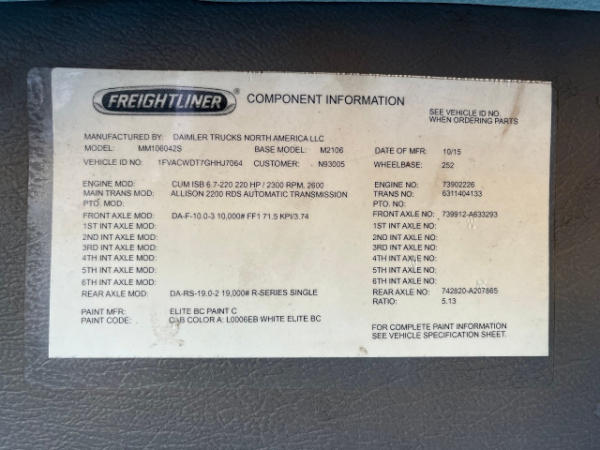 FREIGHTLINER® COMPONENT INFORMATION
SEE VEHICLE ID NO.
WHEN ORDERING PARTS
MANUFACTURED BY: DAIMLER TRUCKS NORTH AMERICA LLC
MODEL: MM106042S BASE MODEL: M2106 DATE OF MFR: 10/15
VEHICLE ID NO: 1FVACWDT7GHHJ7064 CUSTOMER: N93005 WHEELBASE: 252
ENGINE MOD: CUM ISB 6.7-220 220 HP / 2300 RPM, 2600 ENGINE NO: 73902226
MAIN TRANS MOD: ALLISON 2200 RDS AUTOMATIC TRANSMISSION TRANS NO: 6311404133
PTO. MOD: PTO. NO:
FRONT AXLE MOD: DA-F-10.0-3 10,000# FF1 71.5 KPI/3.74 FRONT AXLE NO: 739912-A633293
1ST INT AXLE MOD: 1ST INT AXLE NO:
2ND INT AXLE MOD: 2ND INT AXLE NO:
3RD INT AXLE MOD: 3RD INT AXLE NO:
4TH INT AXLE MOD: 4TH INT AXLE NO:
5TH INT AXLE MOD: 5TH INT AXLE NO:
6TH INT AXLE MOD: 6TH INT AXLE NO:
REAR AXLE MOD: DA-RS-19.0-2 19,000# R-SERIES SINGLE REAR AXLE NO: 742820-A207865
RATIO: 5.13
PAINT MFR: ELITE BC PAINT C
PAINT CODE: CAB COLOR A: L0006EB WHITE ELITE BC
FOR COMPLETE PAINT INFORMATION
SEE VEHICLE SPECIFICATION SHEET.